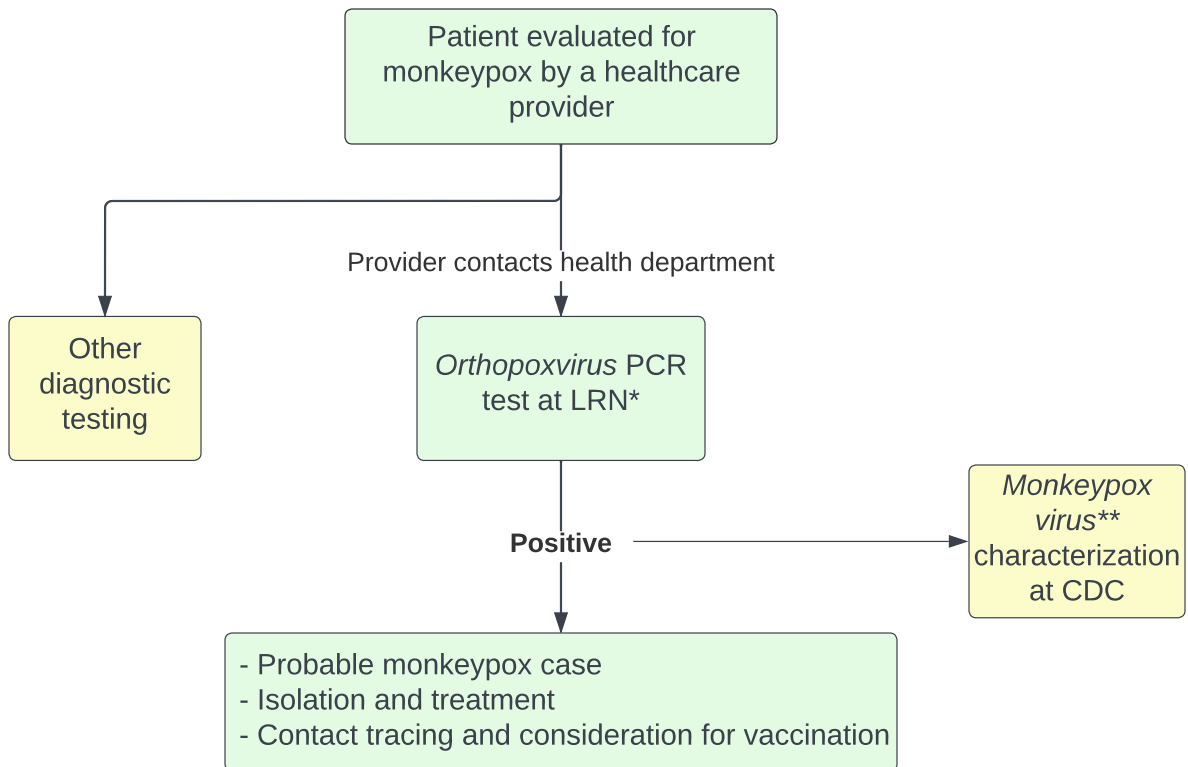 Patient evaluated for
monkeypox by a healthcare
provider
Provider contacts health department
Other
diagnostic
testing
Orthopoxvirus PCR
test at LRN*
Monkeypox
virus**
characterization
at CDC
Positive
- Probable monkeypox case
- Isolation and treatment
- Contact tracing and consideration for vaccination